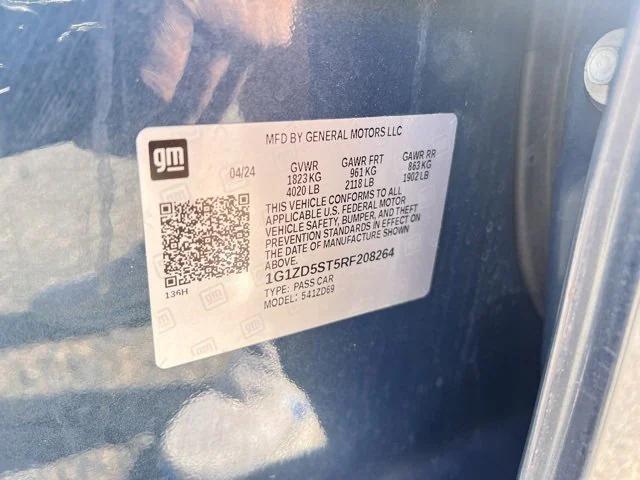 gm
MFD BY GENERAL MOTORS LLC
04/24
GVWR GAWR FRT GAWR RR
1823 KG 961 KG 863 KG
4020 LB 2118 LB 1902 LB
THIS VEHICLE CONFORMS TO ALL
APPLICABLE U.S. FEDERAL MOTOR
VEHICLE SAFETY, BUMPER, AND THEFT
PREVENTION STANDARDS IN EFFECT ON
THE DATE OF MANUFACTURE SHOWN
ABOVE.
1G1ZD5ST5RF208264
136H
TYPE: PASS CAR
MODEL: 541ZD69